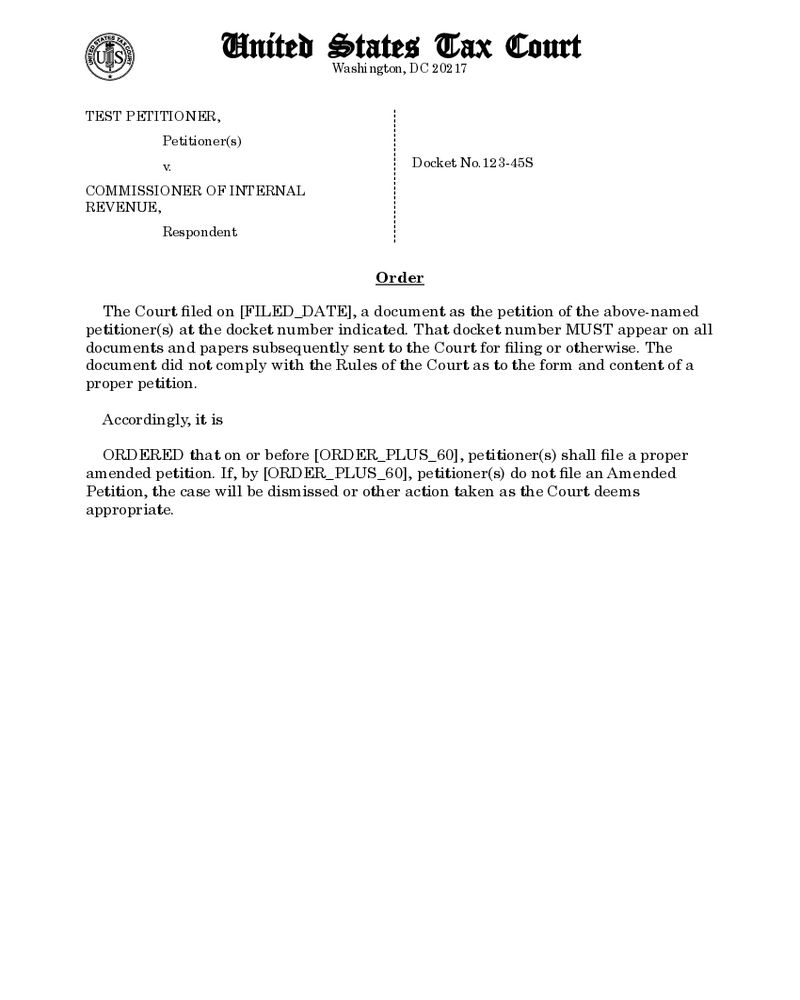 UNITED STATES TAX COURT
US
United States Tax Court
Washington, DC 20217
TEST PETITIONER,
Petitioner(s)
v.
COMMISSIONER OF INTERNAL
REVENUE,
Respondent
Docket No. 123-45S
Order
The Court filed on [FILED_DATE], a document as the petition of the above-named
petitioner(s) at the docket number indicated. That docket number MUST appear on all
documents and papers subsequently sent to the Court for filing or otherwise. The
document did not comply with the Rules of the Court as to the form and content of a
proper petition.
Accordingly, it is
ORDERED that on or before [ORDER_PLUS_60], petitioner(s) shall file a proper
amended petition. If, by [ORDER_PLUS_60], petitioner(s) do not file an Amended
Petition, the case will be dismissed or other action taken as the Court deems
appropriate.